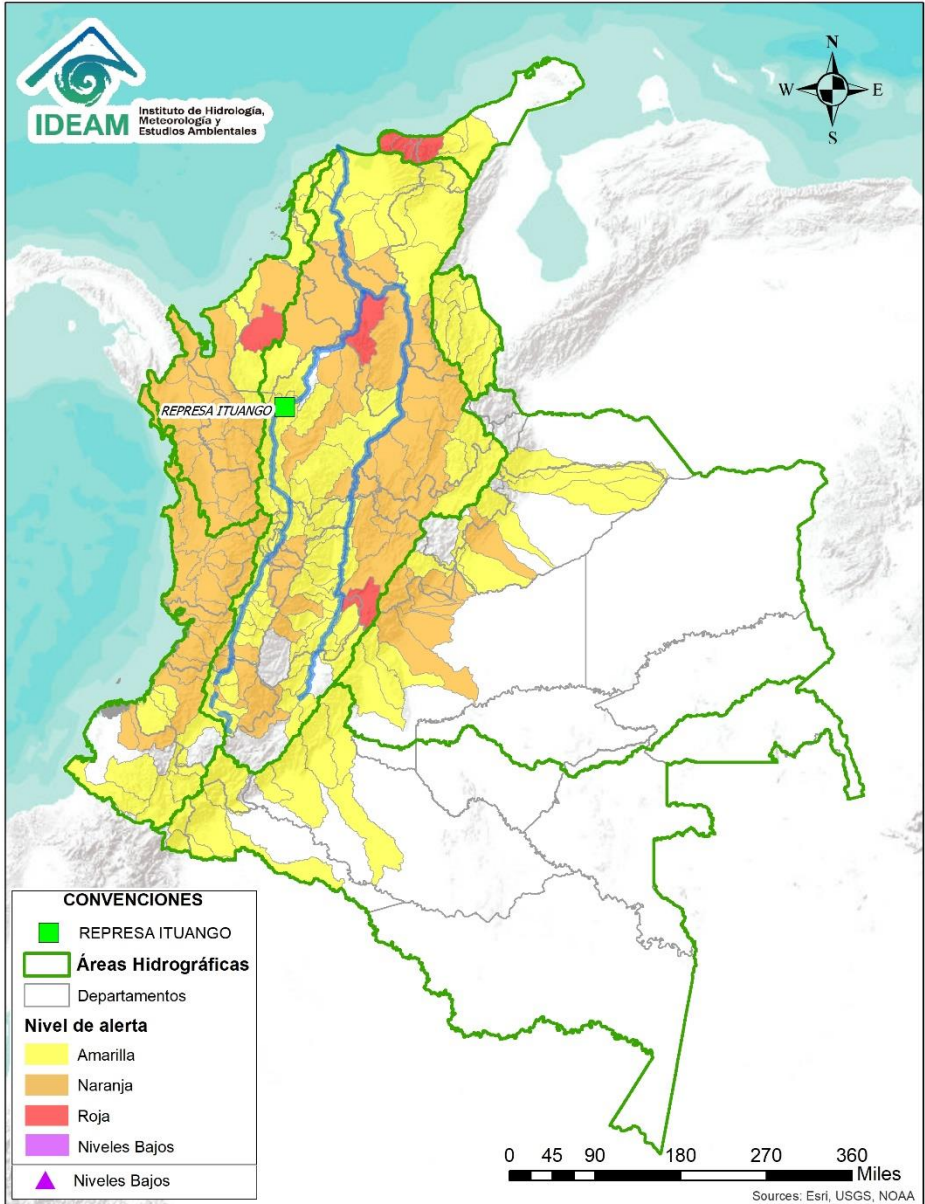 IDEAM
Instituto de Hidrología,
Meteorología y
Estudios Ambientales
N
W
E
S
REPRESA ITUANGO
CONVENCIONES
REPRESA ITUANGO
Áreas Hidrográficas
Departamentos
Nivel de alerta
Amarilla
Naranja
Roja
Niveles Bajos
Niveles Bajos
0 45 90 180 270 360
Miles
Sources: Esri, USGS, NOAA